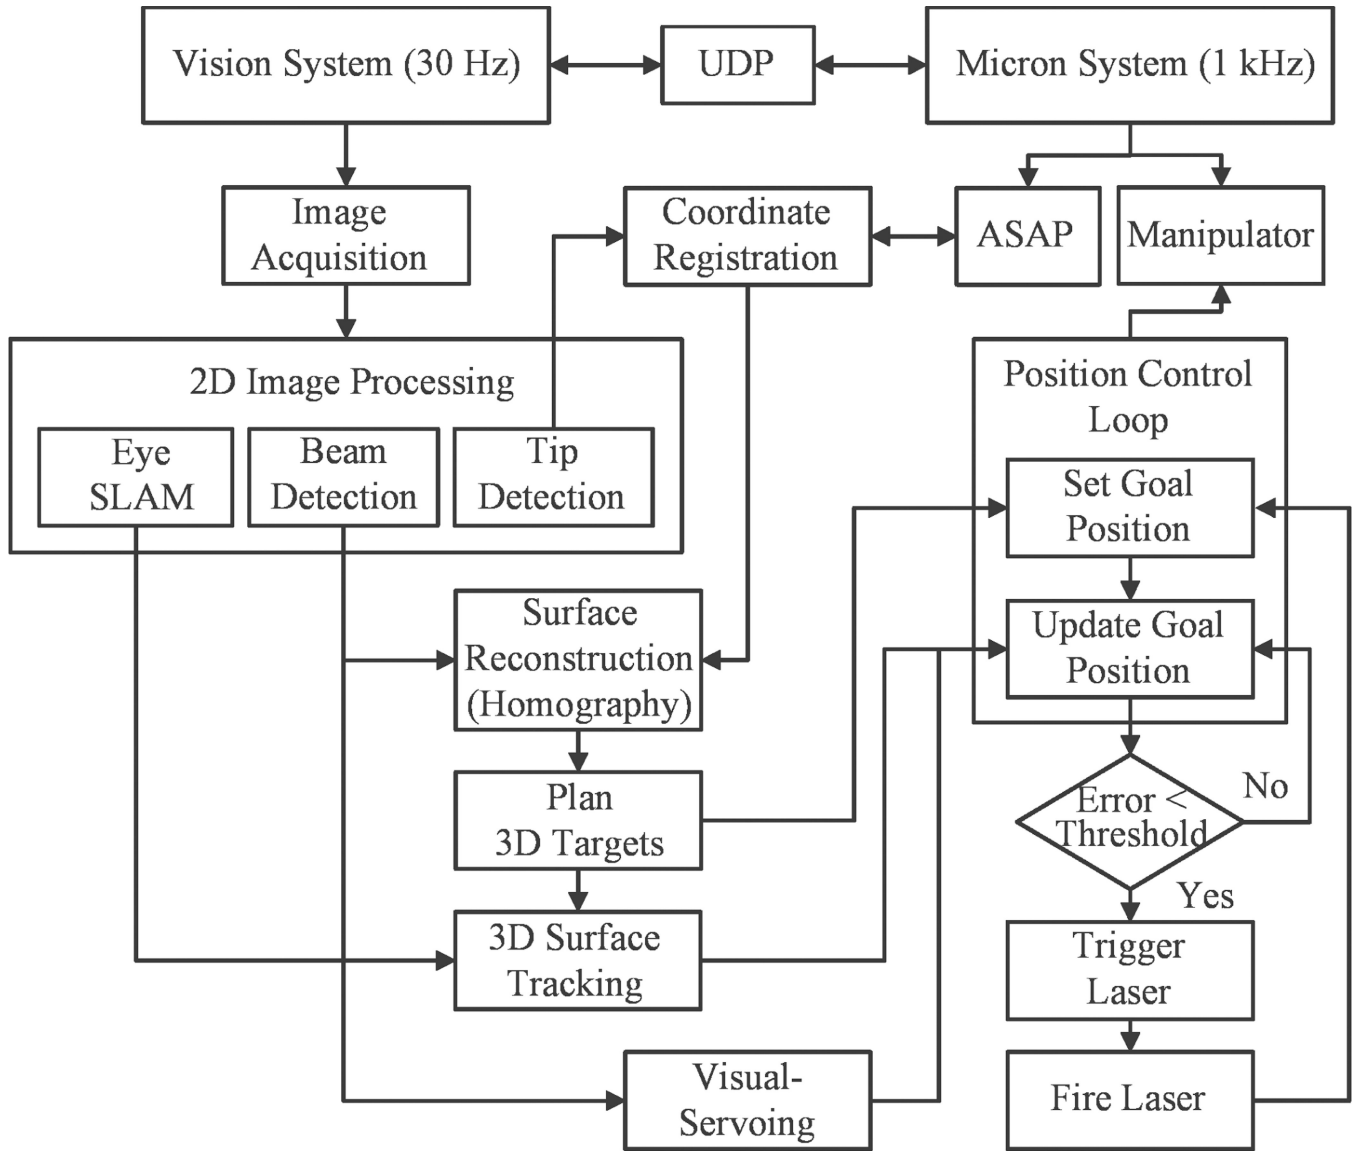 Vision System (30 Hz)
UDP
Micron System (1 kHz)
Image
Acquisition
Coordinate
Registration
ASAP
Manipulator
2D Image Processing
Eye
SLAM
Beam
Detection
Tip
Detection
Position Control
Loop
Set Goal
Position
Update Goal
Position
Surface
Reconstruction
(Homography)
Plan
3D Targets
3D Surface
Tracking
Visual-
Servoing
Error <
Threshold
No
Yes
Trigger
Laser
Fire Laser